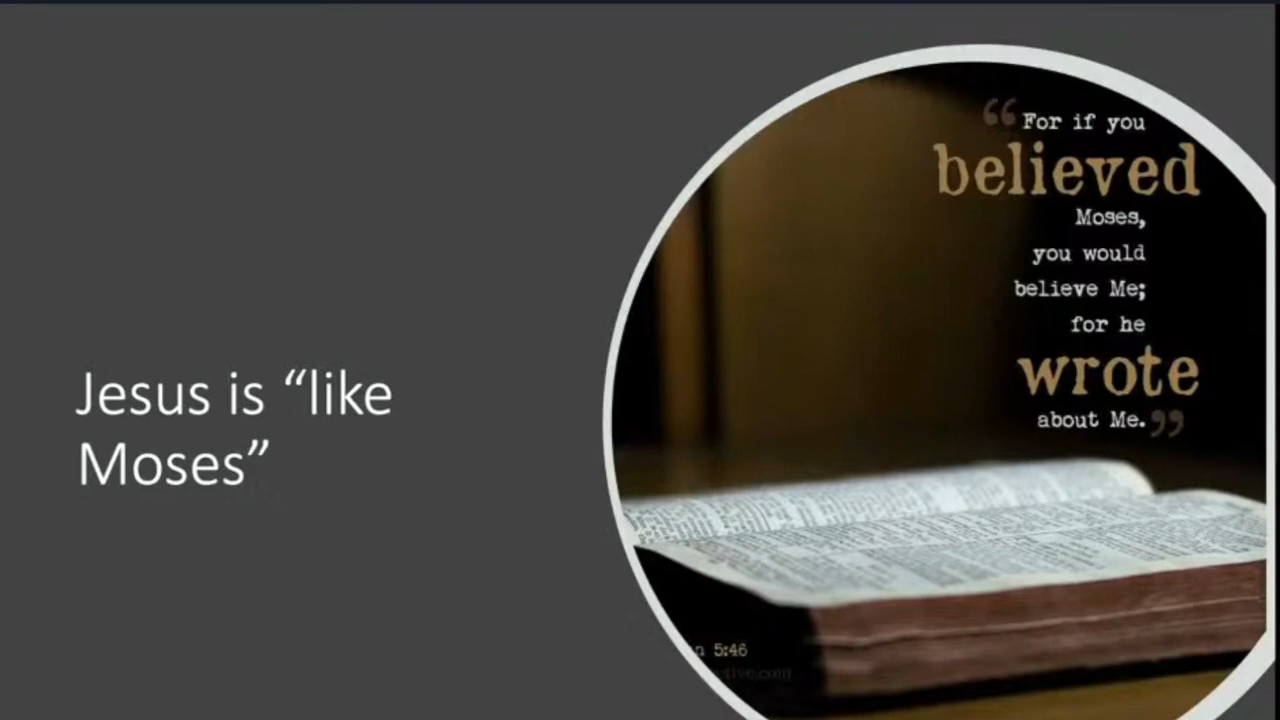 Jesus is “like
Moses”
“For if you
believed
Moses,
you would
believe Me;
for he
wrote
about Me.”
5:46